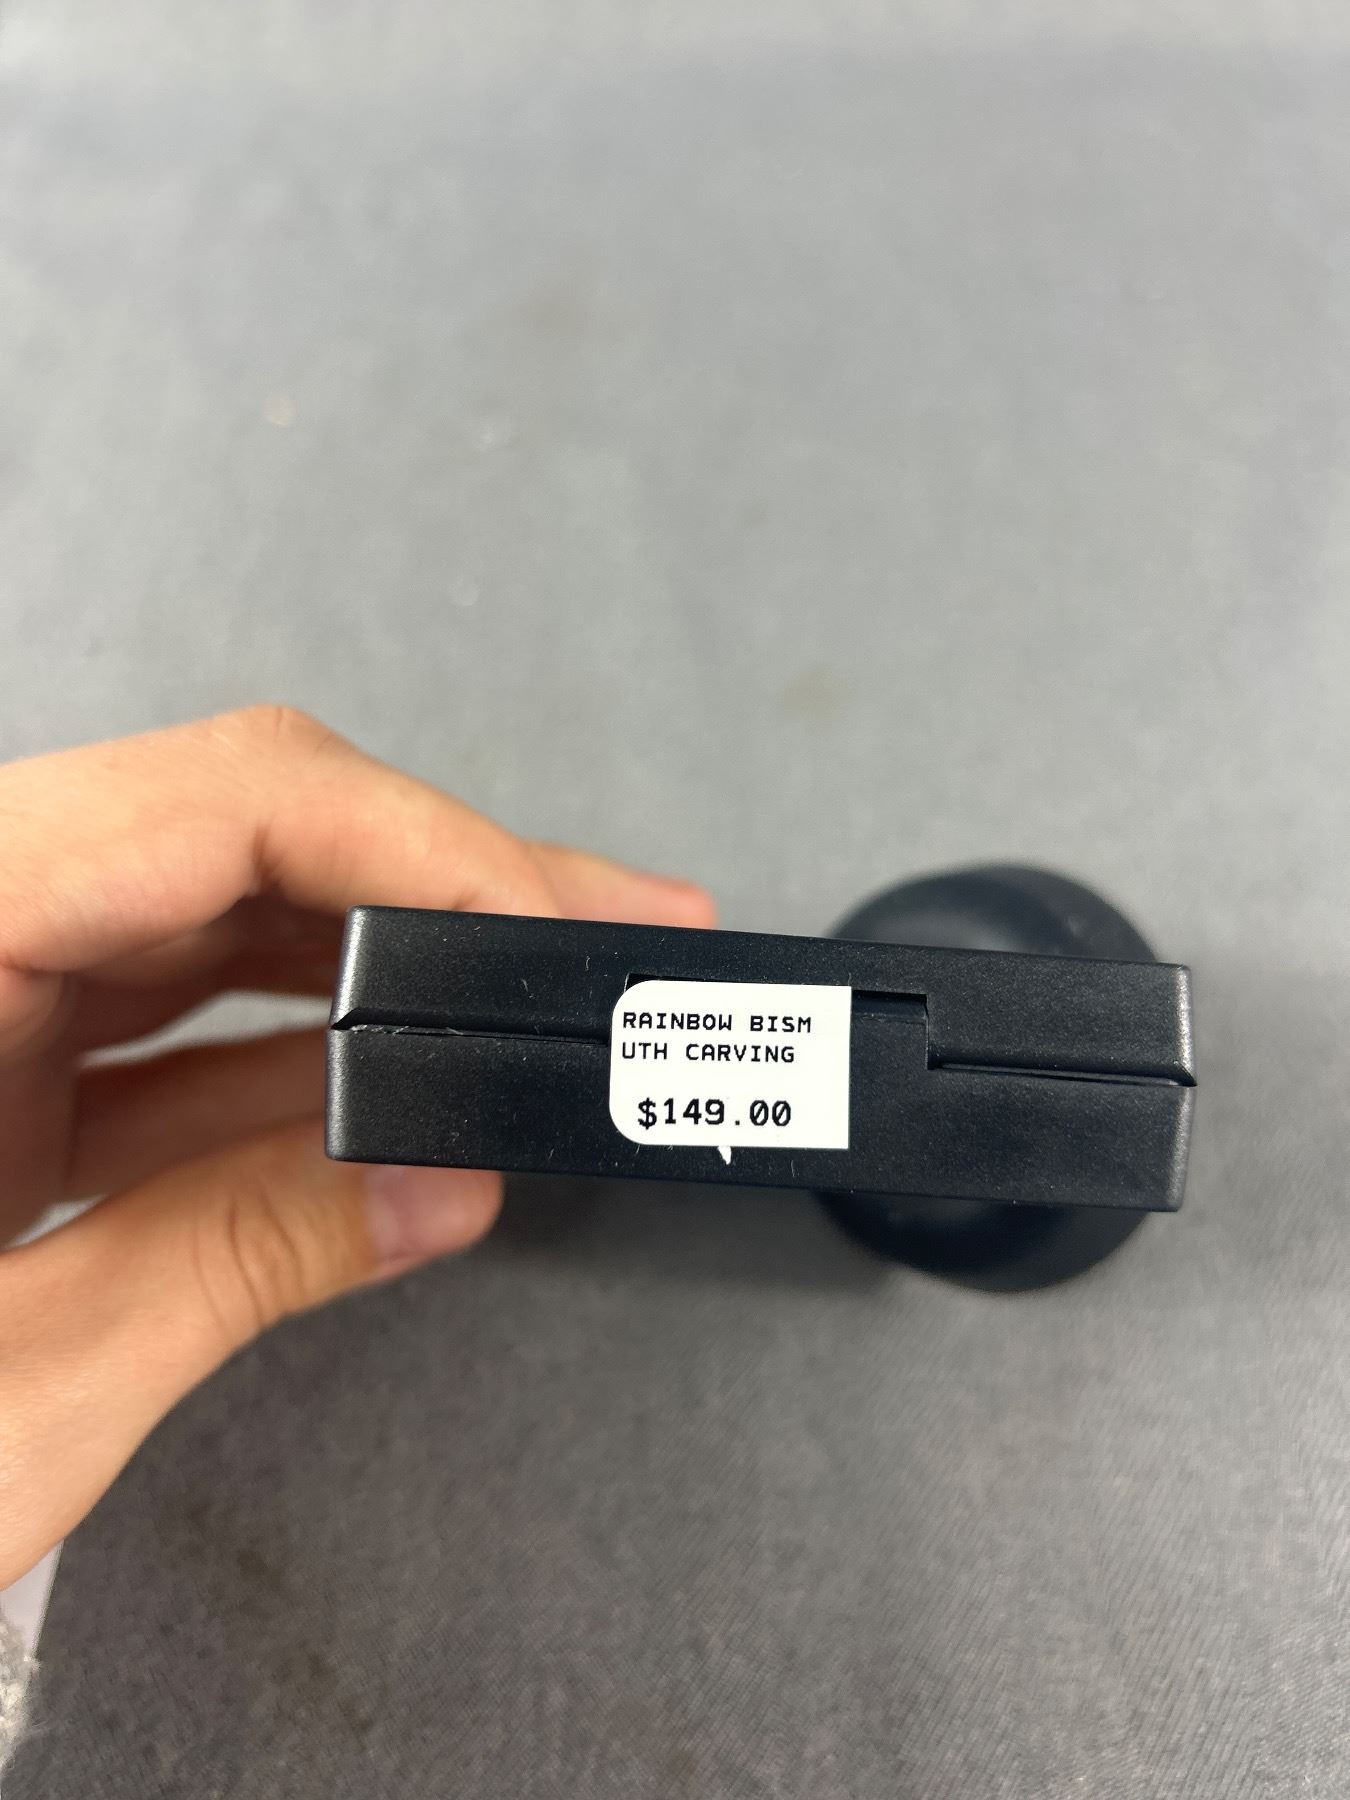 RAINBOW BISM
UTH CARVING
$149.00